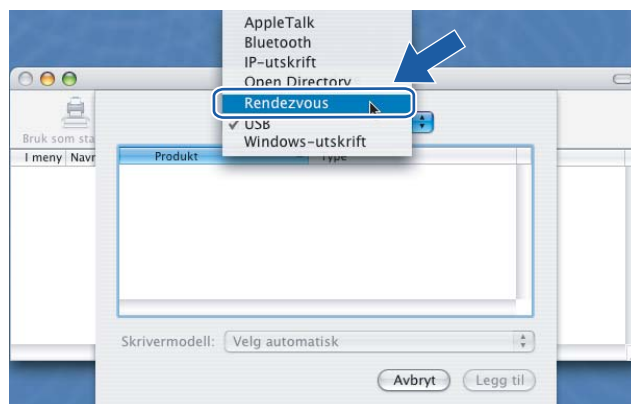 AppleTalk
Bluetooth
IP-utskrift
Open Directory
Rendezvous
✓ USB
Windows-utskrift
Bruk som sta
I meny Navr
Produkt Type
Skrivermodell: Velg automatisk
Avbryt Legg til